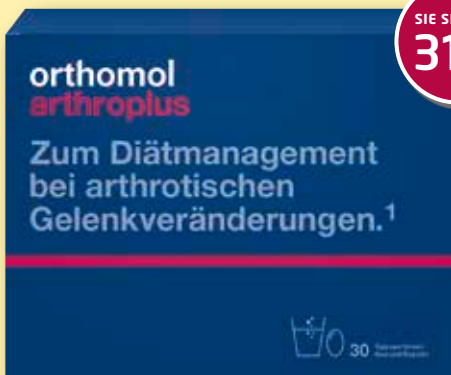 SIE
31
orthomol
arthroplus
Zum Diätmanagement
bei arthrotischen
Gelenkveränderungen.¹
30